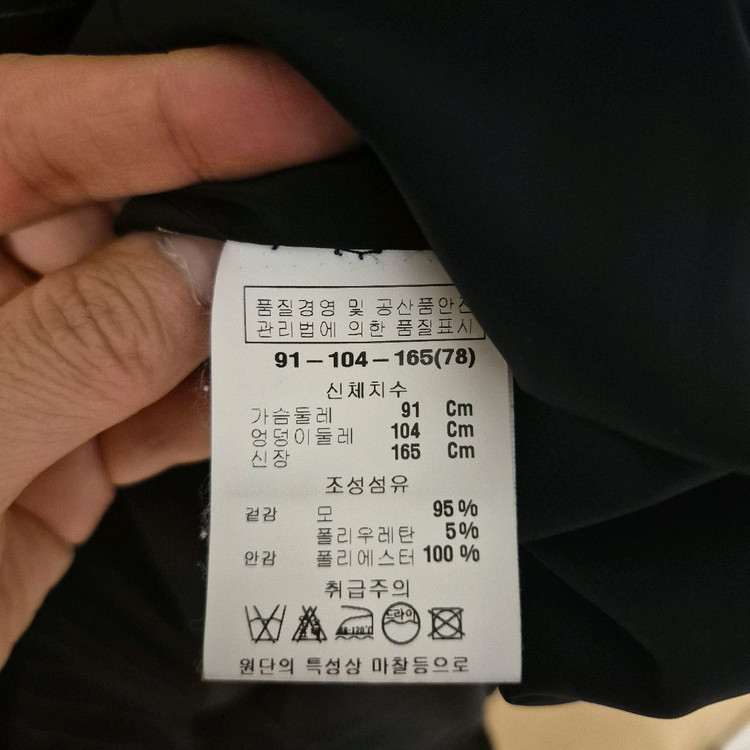 품질경영 및 공산품안전
관리법에 의한 품질표시
91-104-165(78)
신체치수
가슴둘레 91 Cm
엉덩이둘레 104 Cm
신장 165 Cm
조성섬유
겉감 모 95 %
폴리우레탄 5 %
안감 폴리에스터 100 %
취급주의
드라이
원단의 특성상 마찰등으로